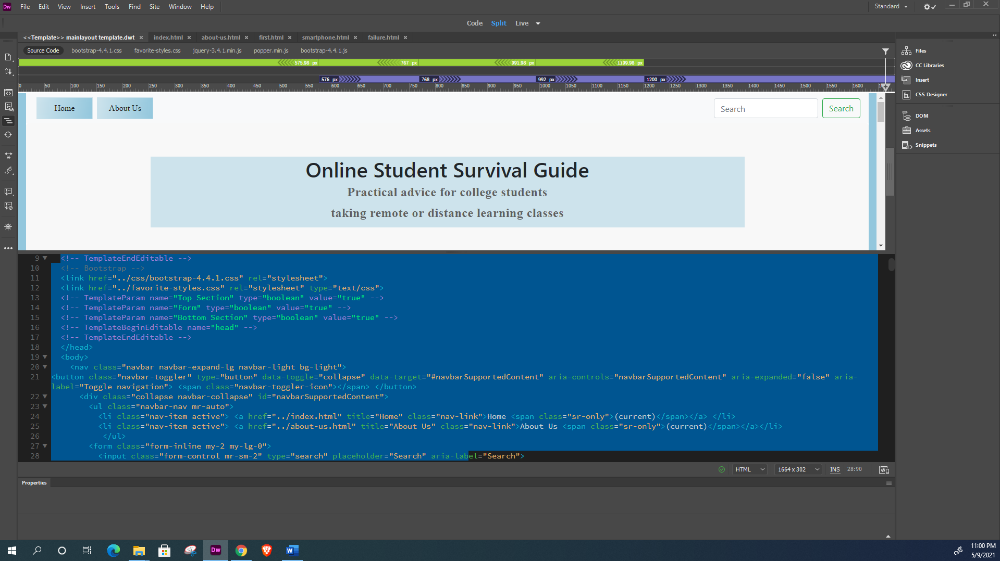 Dw File Edit View Insert Tools Find Site Window Help Standard
Code Split Live
<<Template>> mainlayout template.dwt × index.html × about-us.html × first.html × smartphone.html × failure.html ×
Source Code bootstrap-4.4.1.css favorite-styles.css jquery-3.4.1.min.js popper.min.js bootstrap-4.4.1.js
575.98 px 767 px 991.98 px 1199.98 px
576 px 768 px 992 px 1200 px
0 50 100 150 200 250 300 350 400 450 500 550 600 650 700 750 800 850 900 950 1000 1050 1100 1150 1200 1250 1300 1350 1400 1450 1500 1550 1600
Home About Us Search Search
Online Student Survival Guide
Practical advice for college students
taking remote or distance learning classes
9 <!-- TemplateEndEditable -->
10 <!-- Bootstrap -->
11 <link href="../css/bootstrap-4.4.1.css" rel="stylesheet">
12 <link href="../favorite-styles.css" rel="stylesheet" type="text/css">
13 <!-- TemplateParam name="Top Section" type="boolean" value="true" -->
14 <!-- TemplateParam name="Form" type="boolean" value="true" -->
15 <!-- TemplateParam name="Bottom Section" type="boolean" value="true" -->
16 <!-- TemplateBeginEditable name="head" -->
17 <!-- TemplateEndEditable -->
18 </head>
19 <body>
20 <nav class="navbar navbar-expand-lg navbar-light bg-light">
21 <button class="navbar-toggler" type="button" data-toggle="collapse" data-target="#navbarSupportedContent" aria-controls="navbarSupportedContent" aria-expanded="false" aria-
label="Toggle navigation"> <span class="navbar-toggler-icon"></span> </button>
22 <div class="collapse navbar-collapse" id="navbarSupportedContent">
23 <ul class="navbar-nav mr-auto">
24 <li class="nav-item active"> <a href="../index.html" title="Home" class="nav-link">Home <span class="sr-only">(current)</span></a> </li>
25 <li class="nav-item active"> <a href="../about-us.html" title="About Us" class="nav-link">About Us <span class="sr-only">(current)</span></a></li>
26 </ul>
27 <form class="form-inline my-2 my-lg-0">
28 <input class="form-control mr-sm-2" type="search" placeholder="Search" aria-label="Search">
HTML 1664 x 302 INS 28:90
Properties
Files
CC Libraries
Insert
CSS Designer
DOM
Assets
Snippets
Dw
W
11:00 PM
5/9/2021